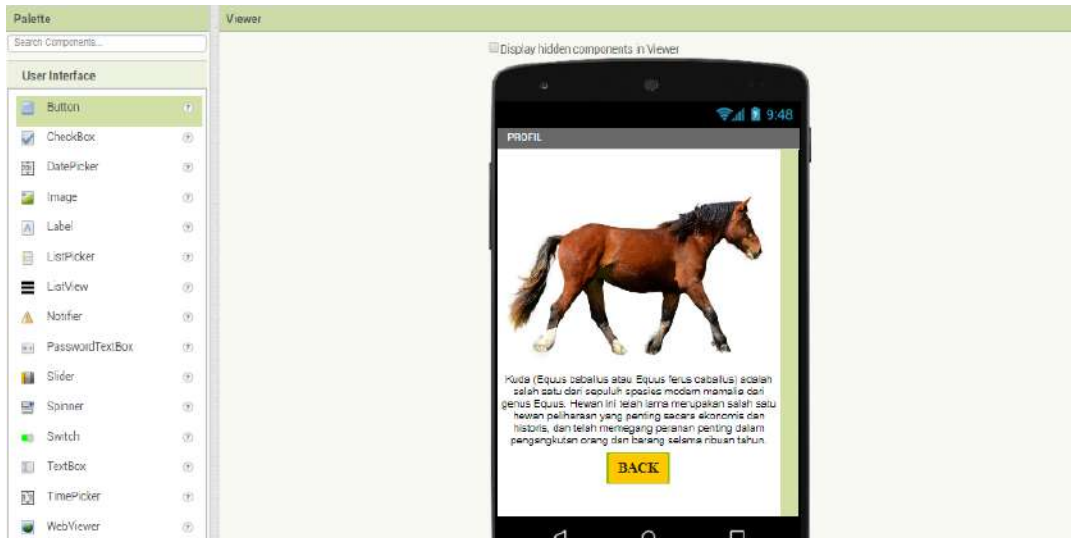 Palette
Search Components...
User Interface
Button
CheckBox
DatePicker
Image
Label
ListPicker
ListView
Notifier
PasswordTextBox
Slider
Spinner
Switch
TextBox
TimePicker
WebViewer
Viewer
Display hidden components in Viewer
9:48
PROFIL
Kuda (Equus caballus atau Equus ferus caballus) adalah
salah satu dari sepuluh spesies modern mamalia dari
genus Equus. Hewan ini telah lama merupakan salah satu
hewan peliharaan yang penting secara ekonomis dan
historis, dan telah memegang peranan penting dalam
pengangkutan orang dan barang selama ribuan tahun.
BACK